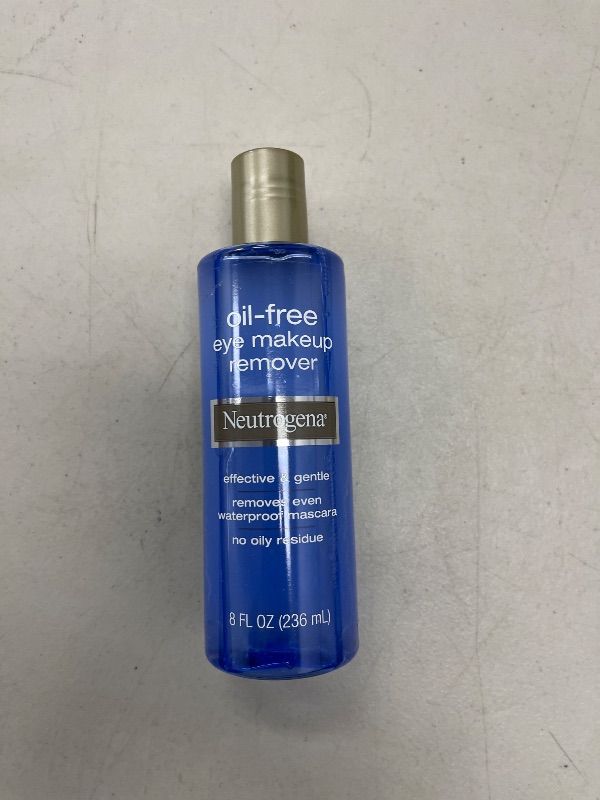 oil-free
eye makeup
remover
Neutrogena®
effective & gentle
removes even
waterproof mascara
no oily residue
8 FL OZ (236 mL)